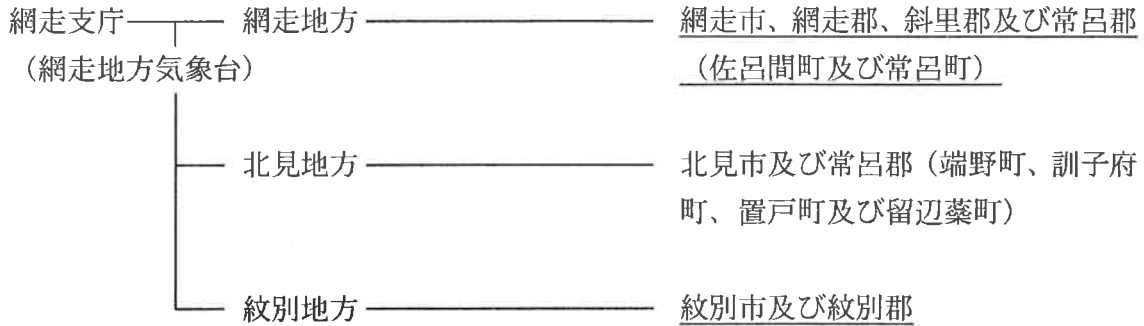 網走支庁 網走地方 網走市、網走郡、斜里郡及び常呂郡
（網走地方気象台） （佐呂間町及び常呂町）
北見地方 北見市及び常呂郡（端野町、訓子府
町、置戸町及び留辺蘂町）
紋別地方 紋別市及び紋別郡